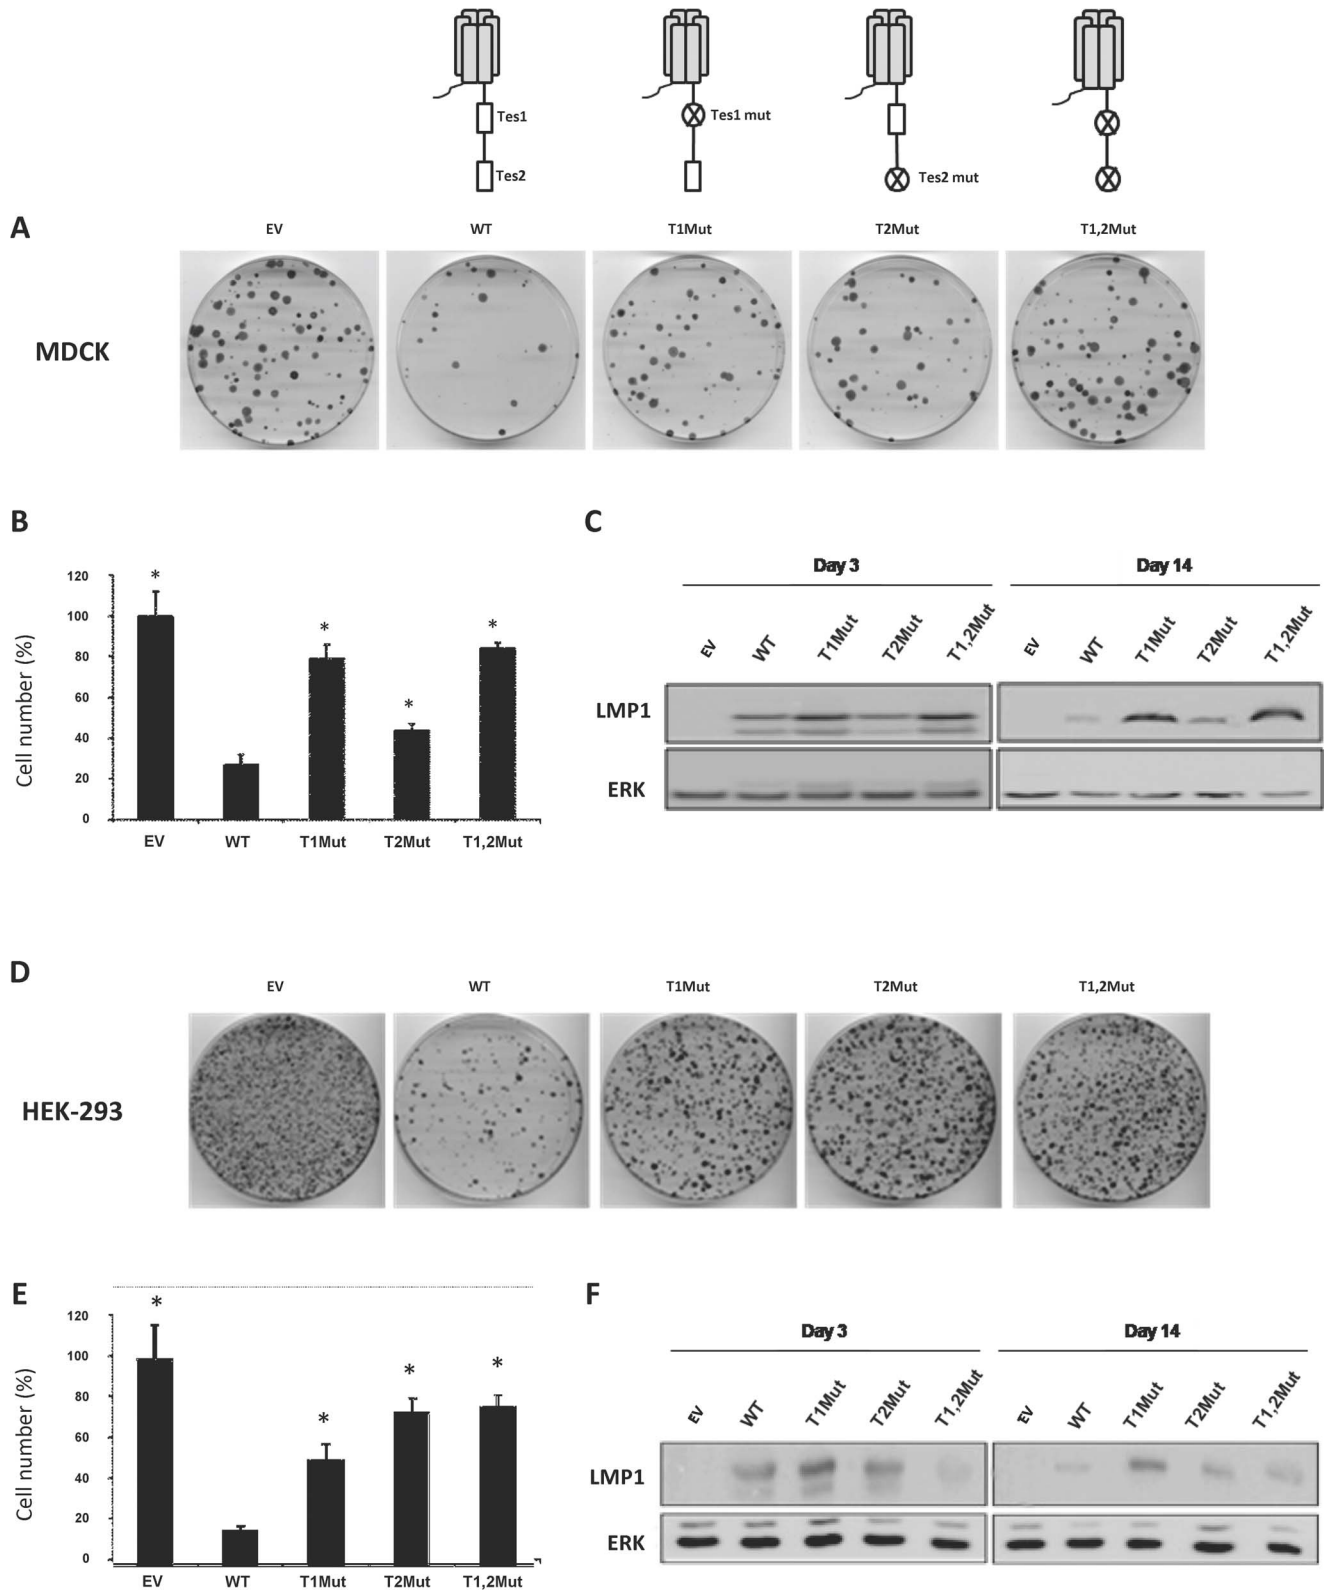 Tes1
Tes2
Tes1 mut
Tes2 mut
A
EV WT T1Mut T2Mut T1,2Mut
MDCK
B
Cell number (%)
120
100
80
60
40
20
0
EV WT T1Mut T2Mut T1,2Mut
* * * *
C
Day 3 Day 14
EV WT T1Mut T2Mut T1,2Mut EV WT T1Mut T2Mut T1,2Mut
LMP1
ERK
D
EV WT T1Mut T2Mut T1,2Mut
HEK-293
E
Cell number (%)
120
100
80
60
40
20
0
EV WT T1Mut T2Mut T1,2Mut
* * * *
F
Day 3 Day 14
EV WT T1Mut T2Mut T1,2Mut EV WT T1Mut T2Mut T1,2Mut
LMP1
ERK